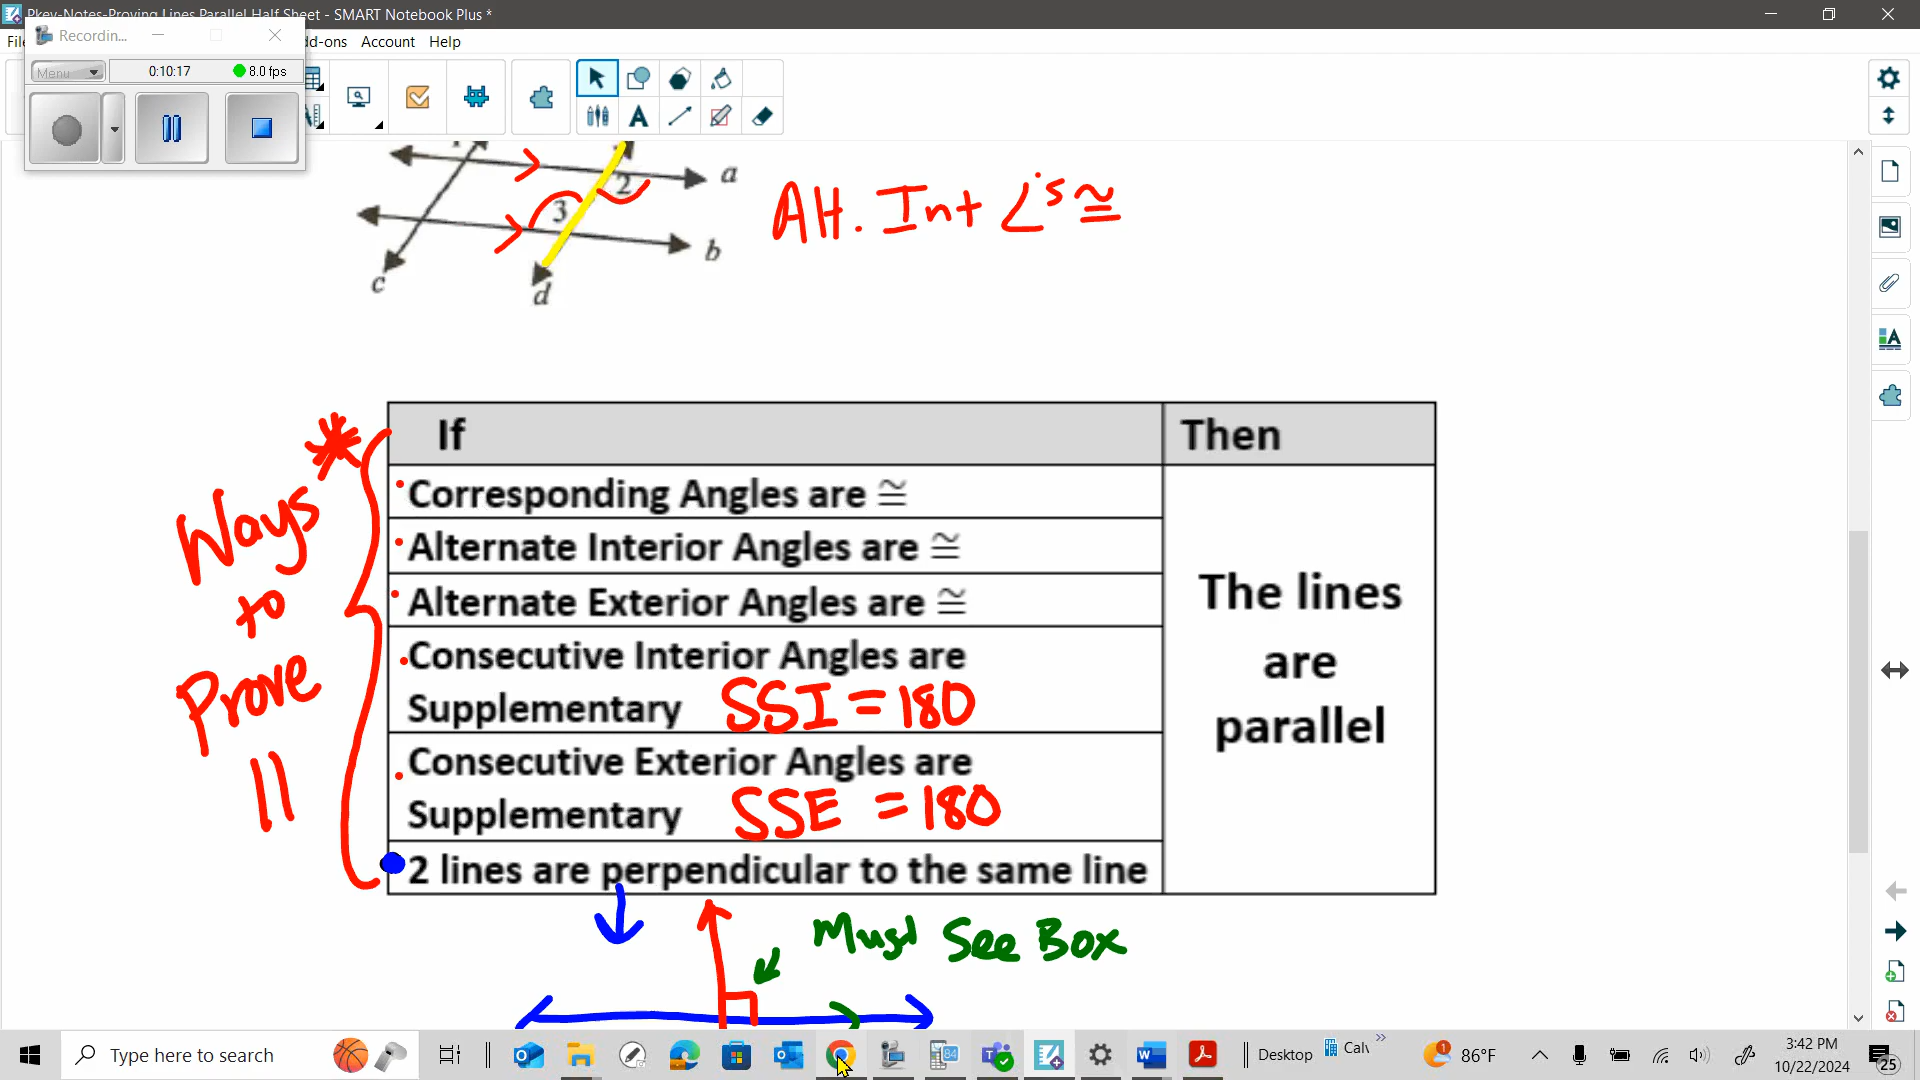 Pkey-Notes-Proving Lines Parallel Half Sheet - SMART Notebook Plus *
Recordin...
Account Help
Menu
0:10:17
8.0 fps
a
2
3
b
c
d
Alt. Int ∠'s ≅
If
Then
Corresponding Angles are ≅
Alternate Interior Angles are ≅
Alternate Exterior Angles are ≅
Consecutive Interior Angles are
Supplementary SSI = 180
Consecutive Exterior Angles are
Supplementary SSE = 180
2 lines are perpendicular to the same line
The lines
are
parallel
* Ways
to
Prove
||
Must See Box
Type here to search
Desktop
86°F
3:42 PM
10/22/2024
25